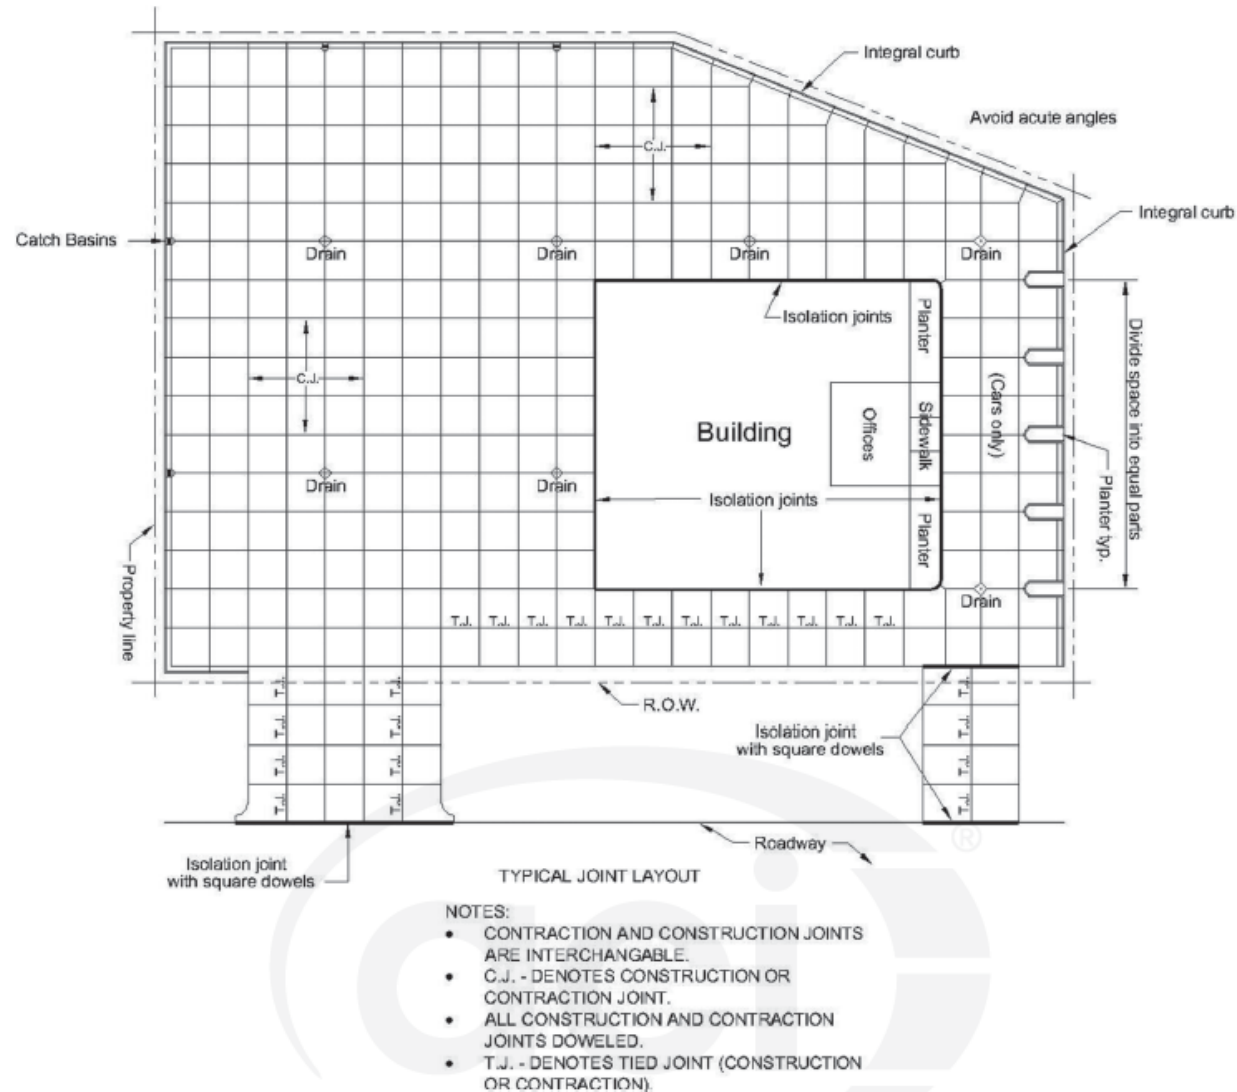 Integral curb
Avoid acute angles
C.J.
Integral curb
Catch Basins
Drain
Drain
Drain
Drain
Isolation joints
Planter
Divide space into equal parts
C.J.
(Cars only)
Building
Offices
Sidewalk
Drain
Drain
Isolation joints
Planter
Planter typ.
Property line
Drain
T.J. T.J. T.J. T.J. T.J. T.J. T.J. T.J. T.J. T.J. T.J. T.J.
T.J. T.J. T.J.
R.O.W.
T.J. T.J. T.J.
Isolation joint
with square dowels
T.J. T.J. T.J.
T.J. T.J. T.J.
Roadway
®
Isolation joint
with square dowels
aci
TYPICAL JOINT LAYOUT
NOTES:
• CONTRACTION AND CONSTRUCTION JOINTS
ARE INTERCHANGABLE.
• C.J. - DENOTES CONSTRUCTION OR
CONTRACTION JOINT.
• ALL CONSTRUCTION AND CONTRACTION
JOINTS DOWELED.
• T.J. - DENOTES TIED JOINT (CONSTRUCTION
OR CONTRACTION).